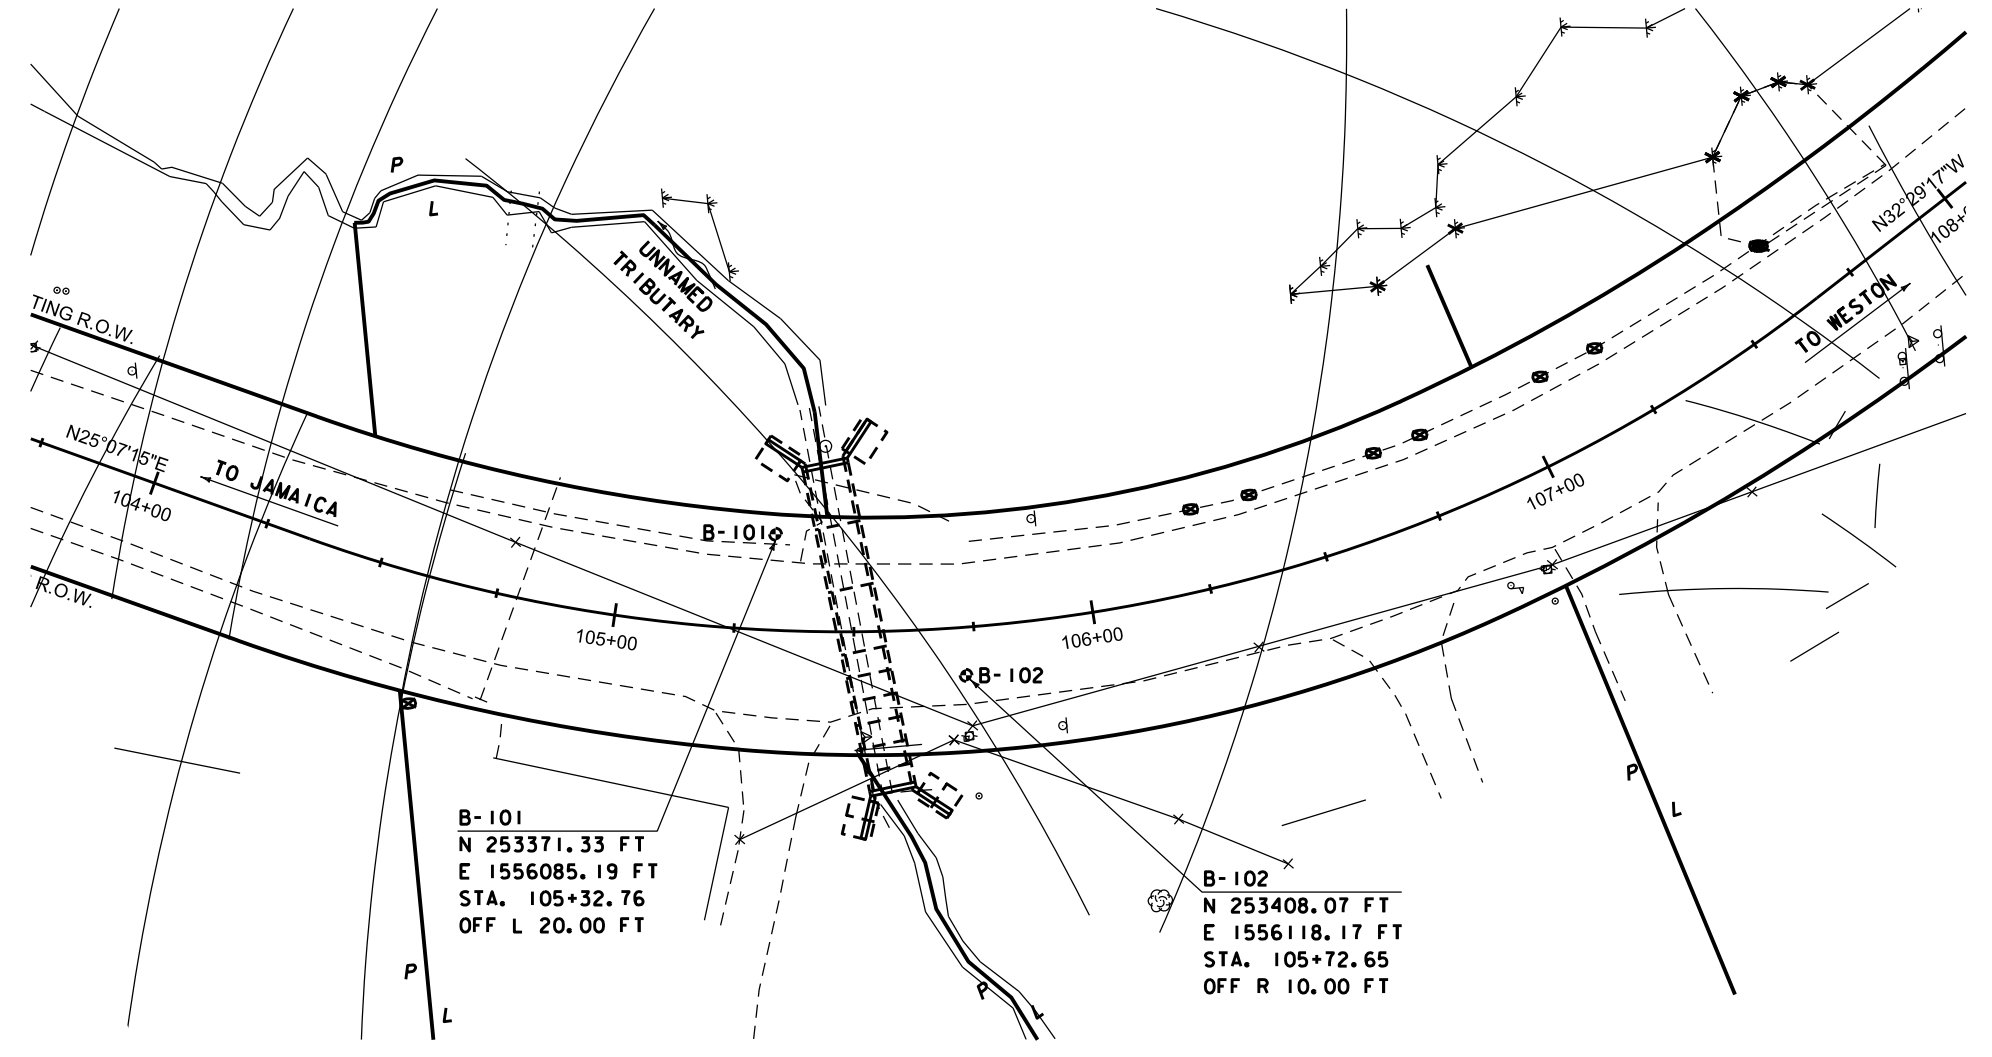 P
L
UNNAMED
TRIBUTARY
TING R.O.W.
N25°07'15"E
104+00
TO JAMAICA
R.O.W.
B-101
105+00
B-102
106+00
107+00
N32°29'17"W
108+
TO WESTON
B-101
N 253371.33 FT
E 1556085.19 FT
STA. 105+32.76
OFF L 20.00 FT
B-102
N 253408.07 FT
E 1556118.17 FT
STA. 105+72.65
OFF R 10.00 FT
P
L
P
L
P
L